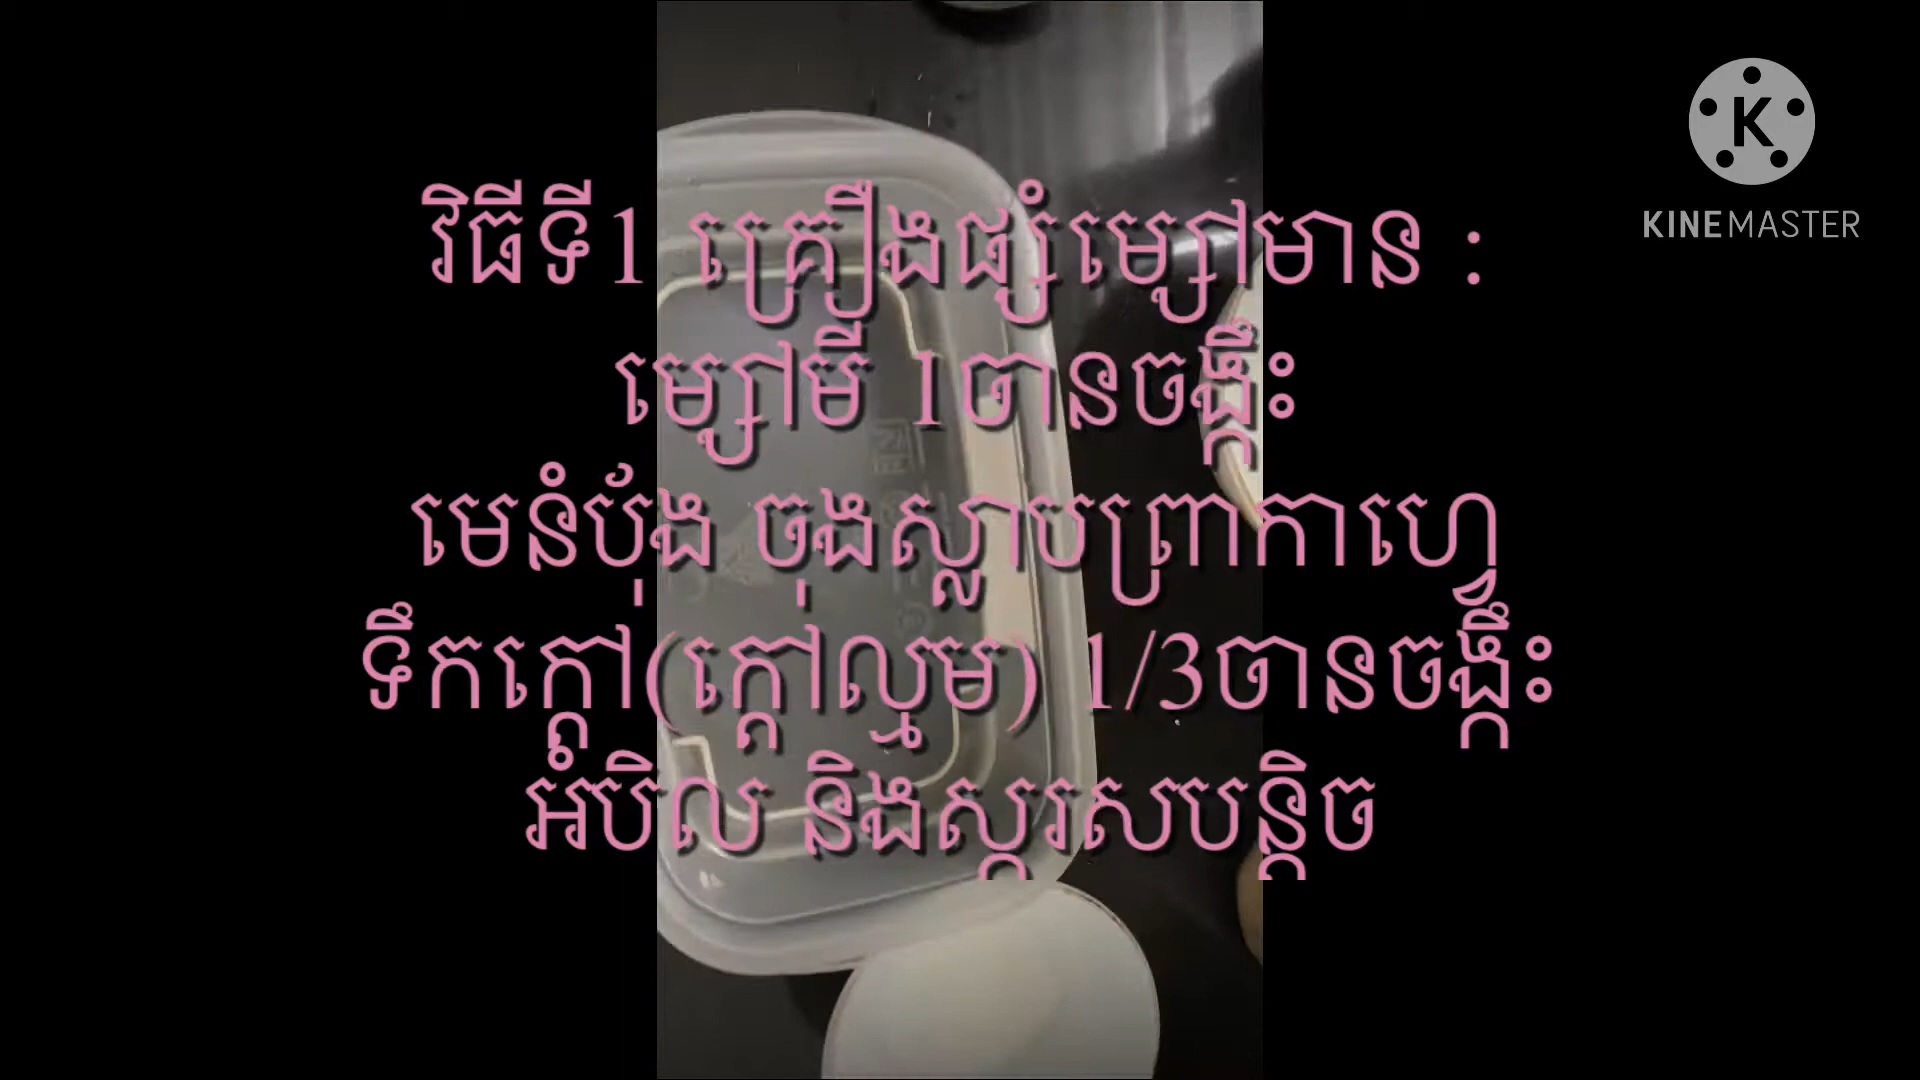 វិធីទី1 គ្រឿងផ្សំម្សៅមាន :
ម្សៅមី 1ចានចង្កឹះ
មេនំប៉័ុង ចុងស្លាបព្រាកាហ្វេ
ទឹកក្តៅ(ក្តៅល្មម) 1/3ចានចង្កឹះ
អំបិល និងស្ករសបន្តិច
K
KINEMASTER